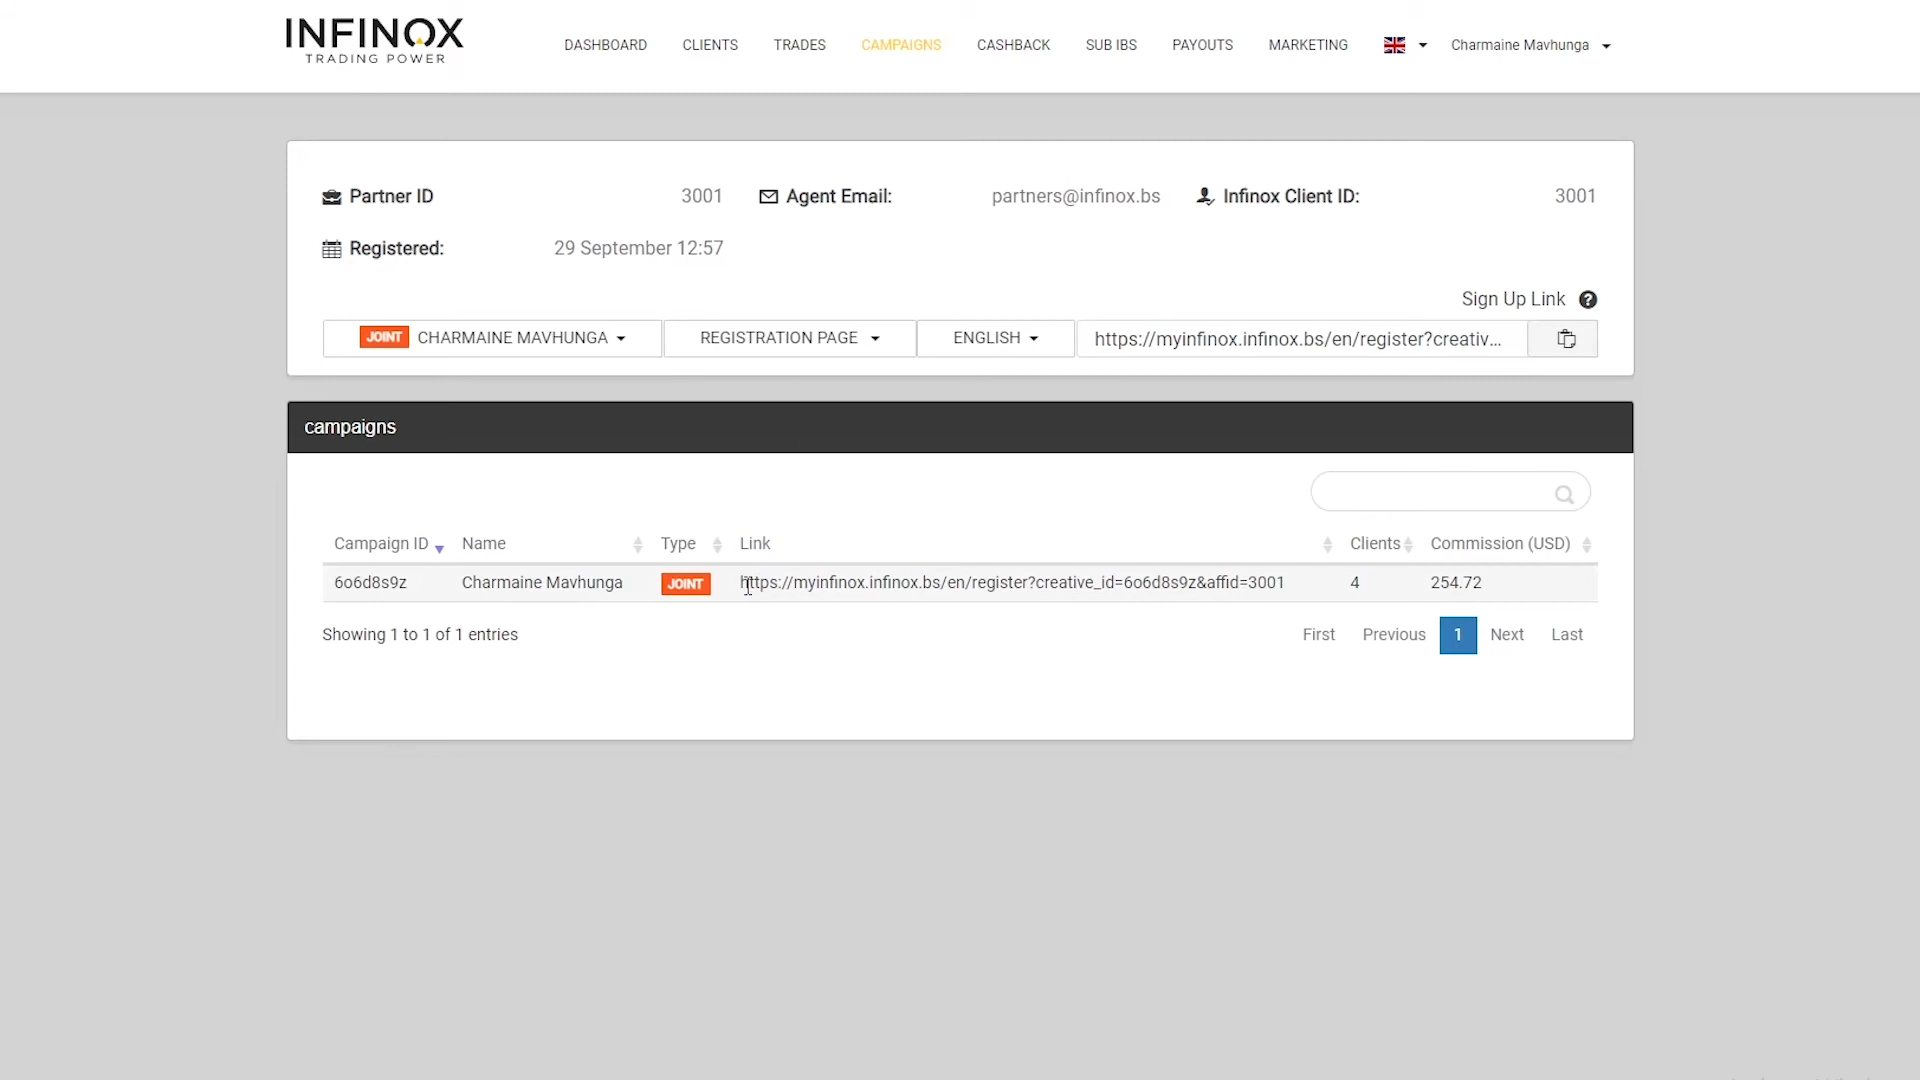 INFINOX
TRADING POWER
DASHBOARD CLIENTS TRADES CAMPAIGNS CASHBACK SUB IBS PAYOUTS MARKETING Charmaine Mavhunga
Partner ID 3001 Agent Email: partners@infinox.bs Infinox Client ID: 3001
Registered: 29 September 12:57
Sign Up Link ?
JOINT CHARMAINE MAVHUNGA REGISTRATION PAGE ENGLISH https://myinfinox.infinox.bs/en/register?creativ...
campaigns
Campaign ID Name Type Link Clients Commission (USD)
6o6d8s9z Charmaine Mavhunga JOINT https://myinfinox.infinox.bs/en/register?creative_id=6o6d8s9z&affid=3001 4 254.72
Showing 1 to 1 of 1 entries First Previous 1 Next Last